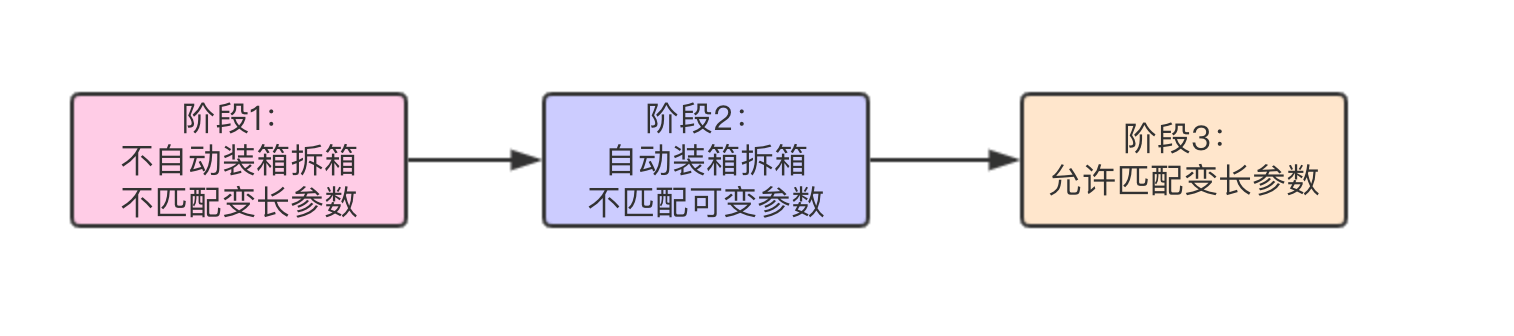 阶段1：
不自动装箱拆箱
不匹配变长参数
阶段2：
自动装箱拆箱
不匹配可变参数
阶段3：
允许匹配变长参数